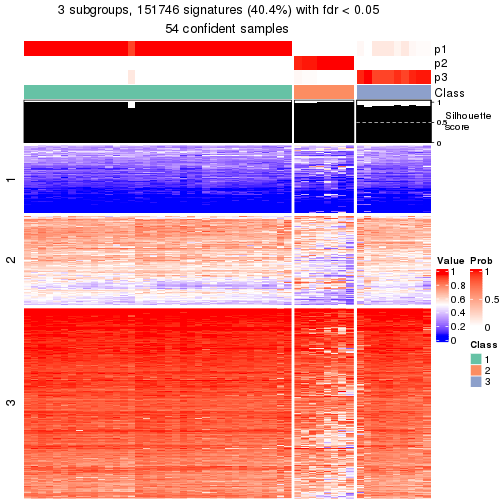 3 subgroups, 151746 signatures (40.4%) with fdr < 0.05
54 confident samples
p1
p2
p3
Class
1
0.5
0
Silhouette
score
1
2
3
Value
1
0.8
0.6
0.4
0.2
0
Prob
1
0.5
0
Class
1
2
3